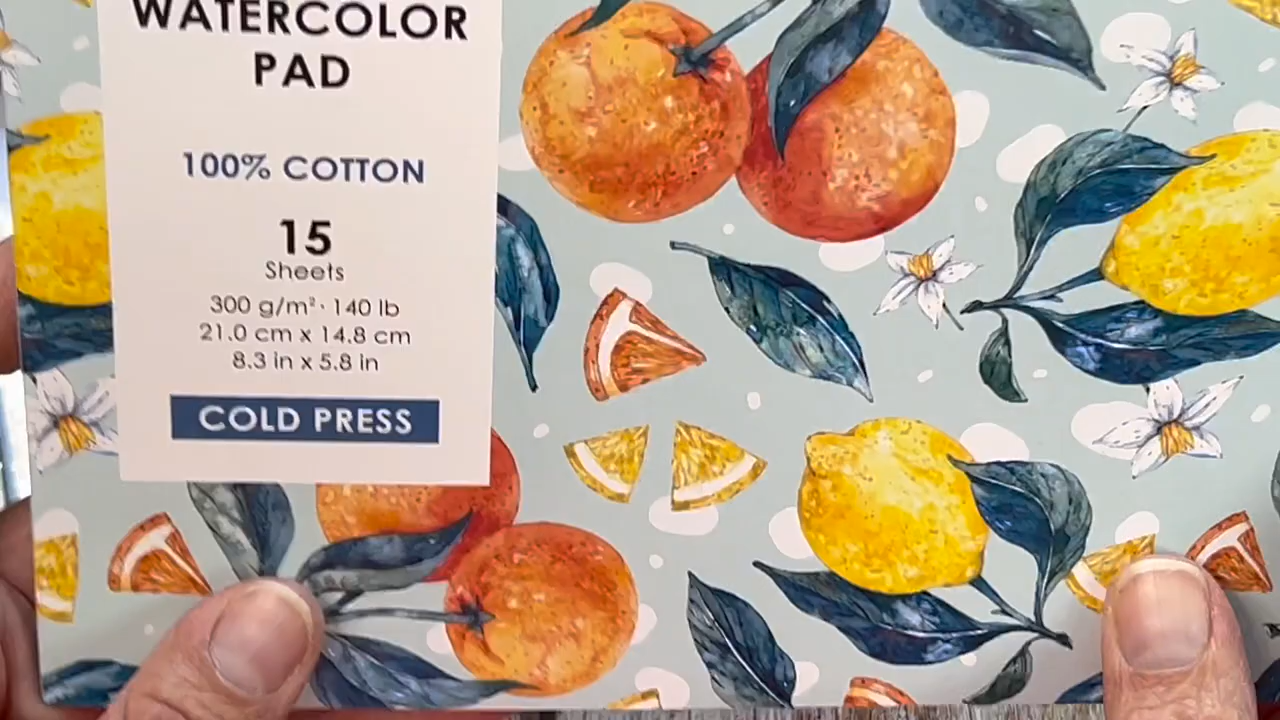 WATERCOLOR
PAD
100% COTTON
15
Sheets
300 g/m² · 140 lb
21.0 cm x 14.8 cm
8.3 in x 5.8 in
COLD PRESS